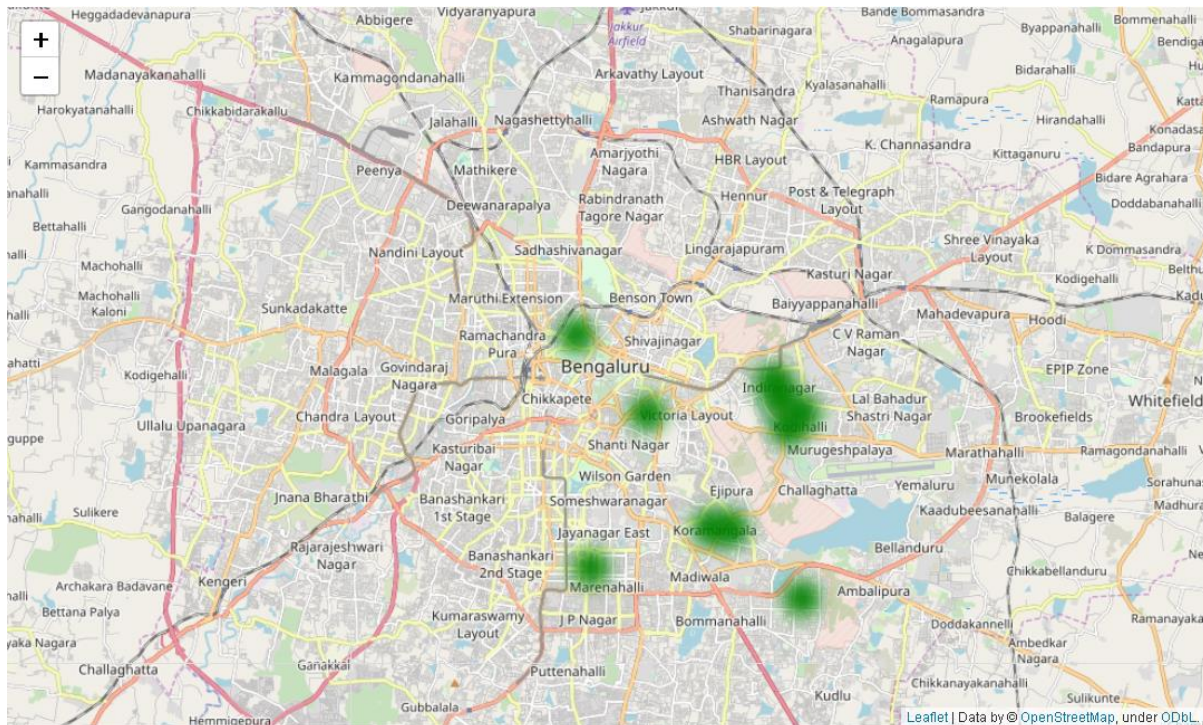 Heggadadevanapura
Vidyaranyapura
Jakkur
Airfield
Bande Bommasandra
Bommenahalli
Abbigere
Shabarinagara
Byappanahalli
Anagalapura
+
−
Madanayakanahalli
Kammagondanahalli
Arkavathy Layout
Bidarahalli
Thanisandra
Kyalasanahalli
Harokyatanahalli
Chikkabidarakallu
Ramapura
Jalahalli
Nagashettyhalli
Ashwath Nagar
Hirandahalli
K. Channasandra
Kammasandra
Peenya
Mathikere
Amarjyothi
Nagara
HBR Layout
Kittaganuru
Bandapura
Bidare Agrahara
Gangodanahalli
Deewanarapalya
Rabindranath
Tagore Nagar
Hennur
Post & Telegraph
Layout
Doddabanahalli
Bettahalli
Nandini Layout
Sadhashivanagar
Lingarajapuram
Shree Vinayaka
Layout
K Dommasandra
Machohalli
Kasturi Nagar
Kodigehalli
Machohalli
Kaloni
Sunkadakatte
Maruthi Extension
Benson Town
Baiyyappanahalli
Mahadevapura
Hoodi
Ramachandra
Pura
Shivajinagar
C V Raman
Nagar
Kodigehalli
Malagala
Govindaraj
Nagara
Bengaluru
EPIP Zone
Indiranagar
Chikkapete
Lal Bahadur
Shastri Nagar
Whitefield
Chandra Layout
Goripalya
Victoria Layout
Brookefields
Ullalu Upanagara
Kodihalli
Kasturibai
Nagar
Shanti Nagar
Murugeshpalaya
Marathahalli
Ramagondanahalli
Wilson Garden
Jnana Bharathi
Banashankari
1st Stage
Someshwaranagar
Ejipura
Challaghatta
Yemaluru
Munekolala
Kaadubeesanahalli
Sulikere
Balagere
Rajarajeshwari
Nagar
Jayanagar East
Koramangala
Bellanduru
Banashankari
2nd Stage
Archakara Badavane
Kengeri
Marenahalli
Madiwala
Ambalipura
Chikkabellanduru
Bettana Palya
Kumaraswamy
Layout
J P Nagar
Bommanahalli
Doddakannelli
Ambedkar
Nagar
Challaghatta
Ganakkal
Puttenahalli
Kudlu
Chikkanayakanahalli
Sulikunte
Gubbalala
Hemmigepura
Leaflet | Data by © OpenStreetMap, under ODbL.